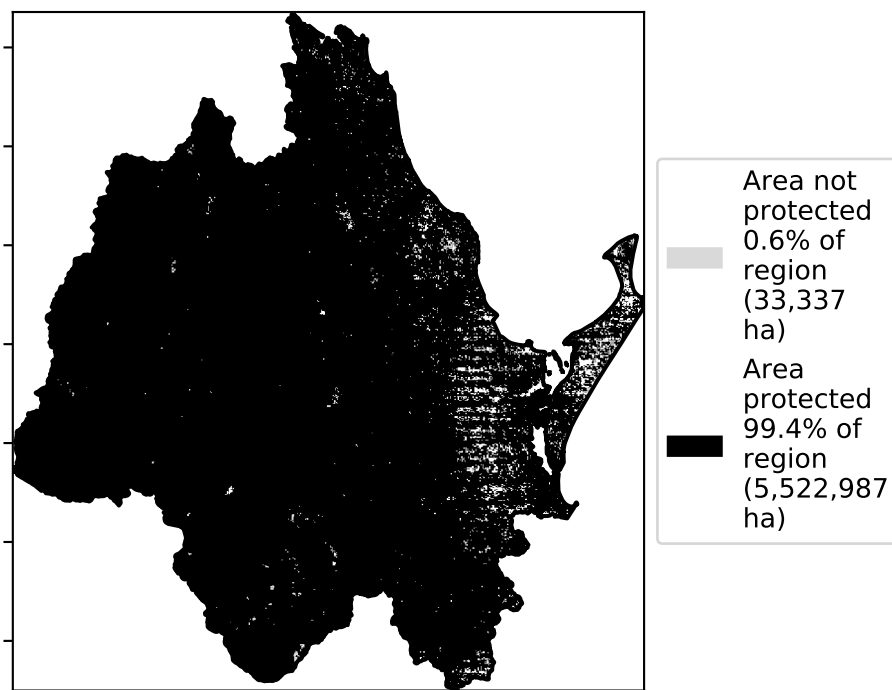 Area not
protected
0.6% of
region
(33,337
ha)
Area
protected
99.4% of
region
(5,522,987
ha)